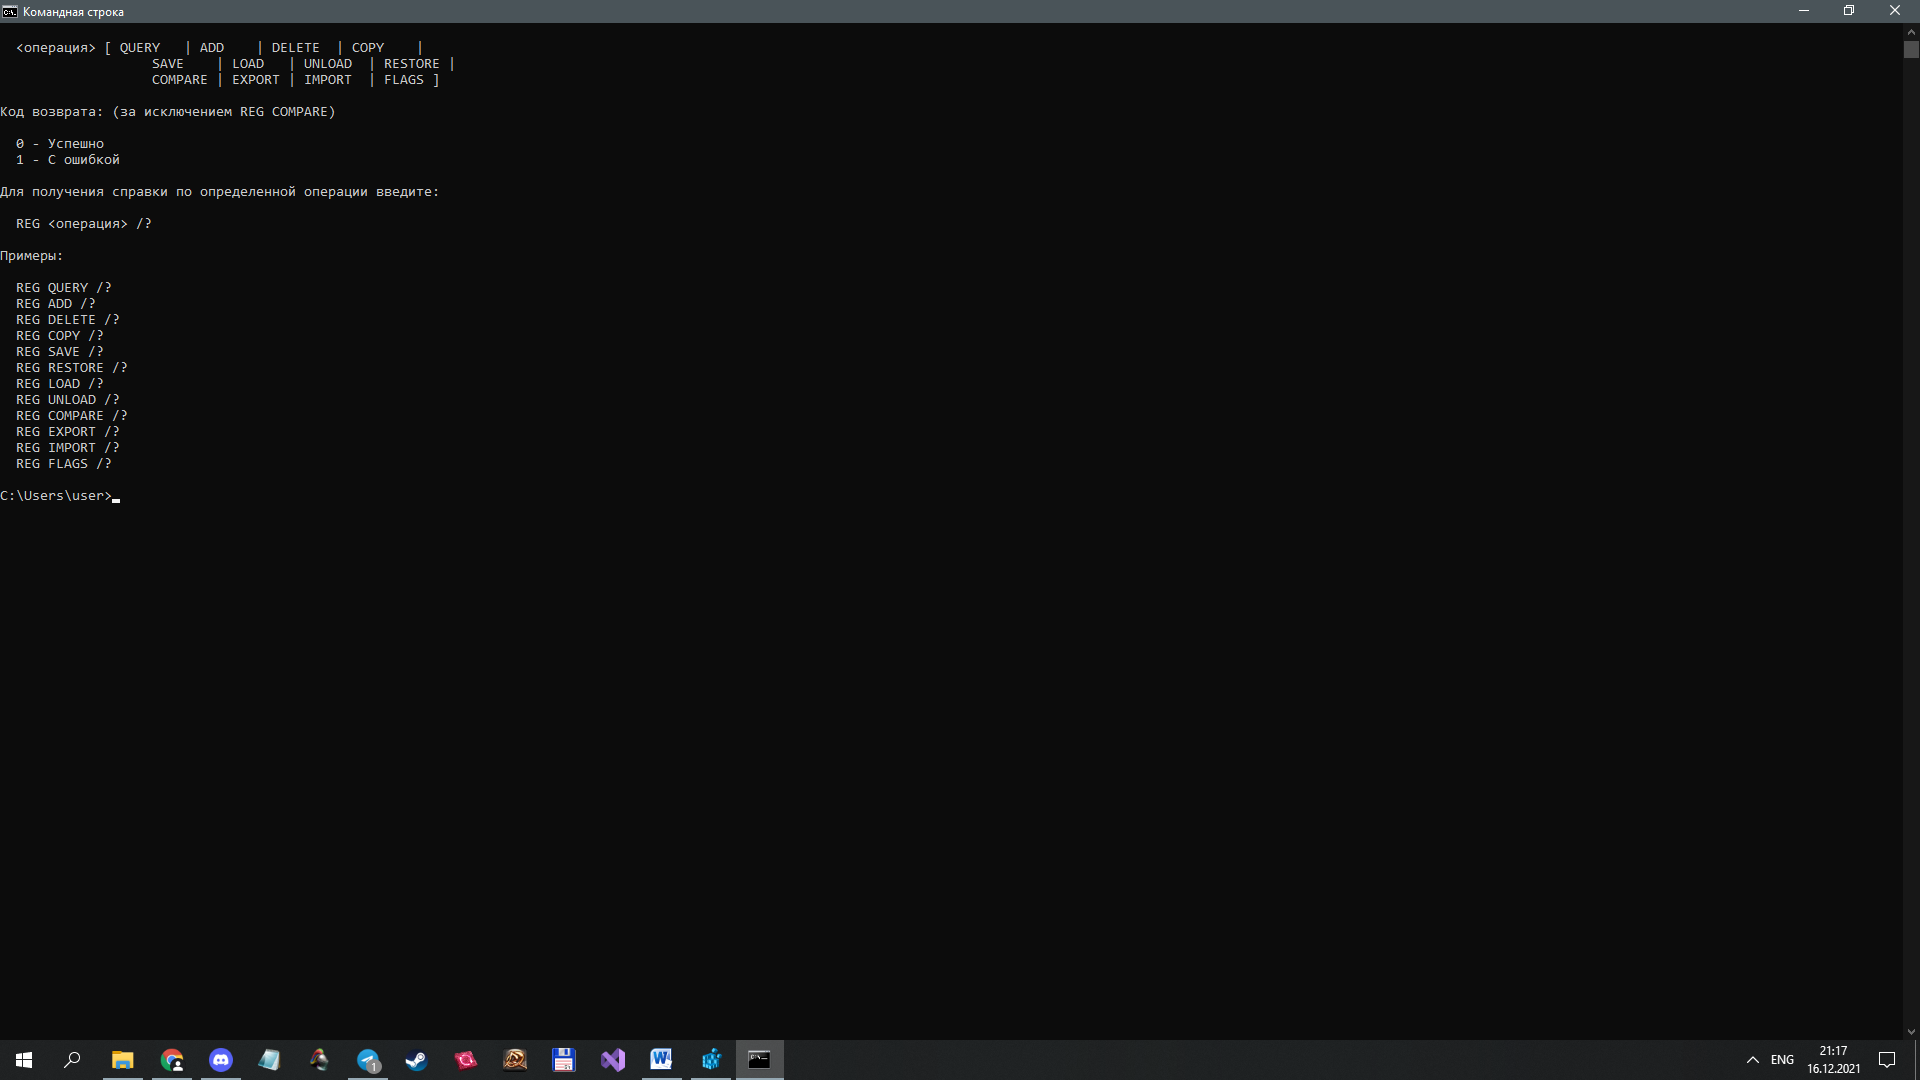 Командная строка
<операция> [ QUERY | ADD | DELETE | COPY |
SAVE | LOAD | UNLOAD | RESTORE |
COMPARE | EXPORT | IMPORT | FLAGS ]
Код возврата: (за исключением REG COMPARE)
0 - Успешно
1 - С ошибкой
Для получения справки по определенной операции введите:
REG <операция> /?
Примеры:
REG QUERY /?
REG ADD /?
REG DELETE /?
REG COPY /?
REG SAVE /?
REG RESTORE /?
REG LOAD /?
REG UNLOAD /?
REG COMPARE /?
REG EXPORT /?
REG IMPORT /?
REG FLAGS /?
C:\Users\user>
1
ENG
21:17
16.12.2021